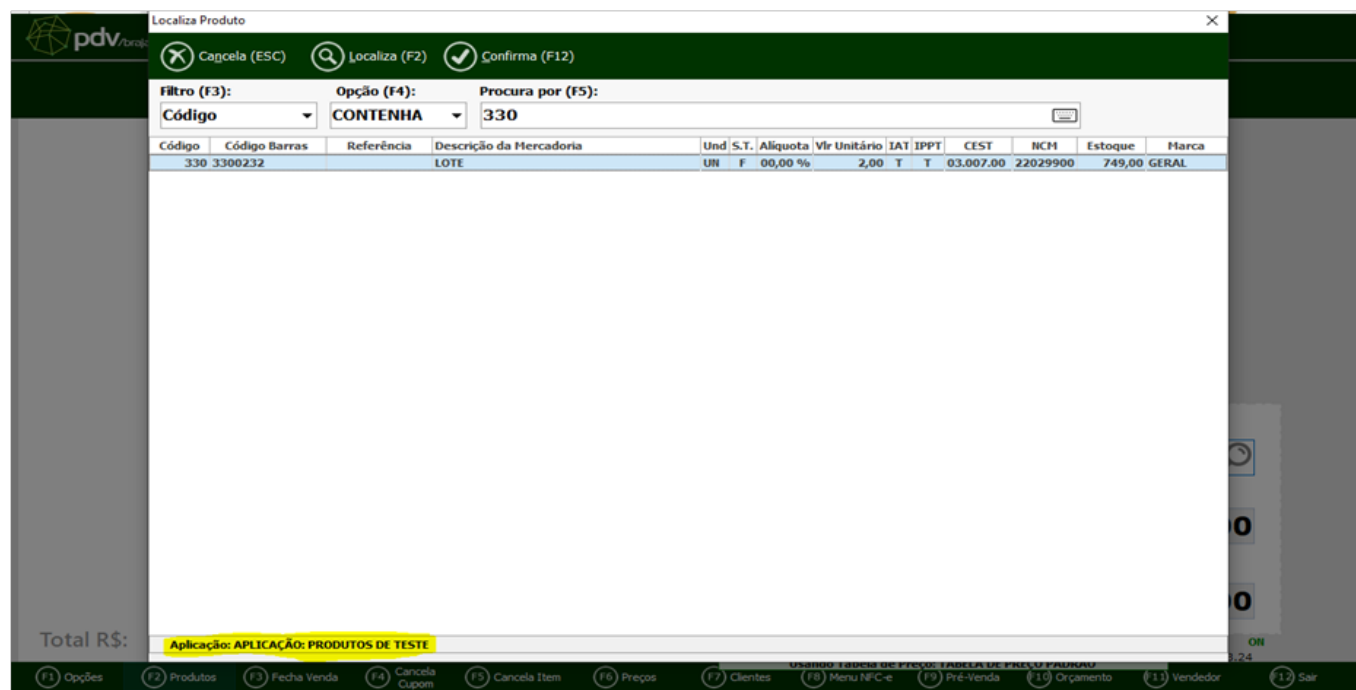 Localiza Produto
pdv
Cancela (ESC) Localiza (F2) Confirma (F12)
Filtro (F3): Opção (F4): Procura por (F5):
Código CONTENHA 330
Código Código Barras Referência Descrição da Mercadoria Und S.T. Alíquota Vlr Unitário IAT IPPT CEST NCM Estoque Marca
330 3300232 LOTE UN F 00,00 % 2,00 T T 03.007.00 22029900 749,00 GERAL
Total R$:
Aplicação: APLICAÇÃO: PRODUTOS DE TESTE
ON
Usando Tabela de Preço: TABELA DE PREÇO PADRAO
(F1) Opções (F2) Produtos (F3) Fecha Venda (F4) Cancela Cupom (F5) Cancela Item (F6) Preços (F7) Clientes (F8) Menu NFC-e (F9) Pré-Venda (F10) Orçamento (F11) Vendedor (F12) Sair